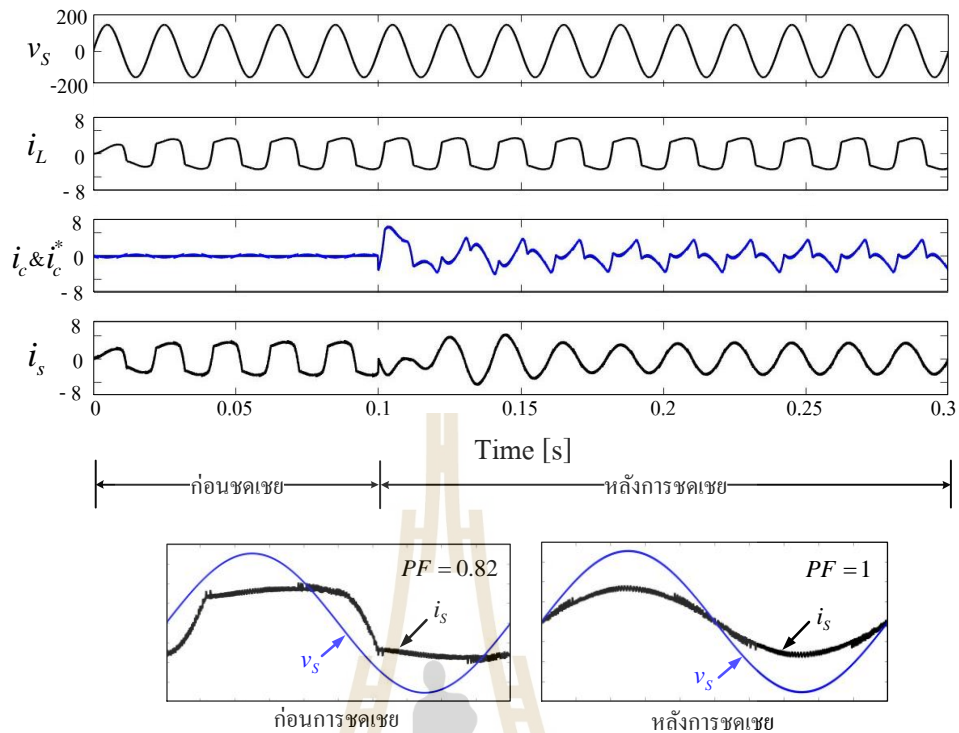 200
v_S 0
-200
8
i_L 0
- 8
8
i_c & i_c^* 0
- 8
8
i_s 0
- 8
0 0.05 0.1 0.15 0.2 0.25 0.3
Time [s]
ก่อนชดเชย หลังการชดเชย
PF = 0.82 PF = 1
i_S i_S
v_S v_S
ก่อนการชดเชย หลังการชดเชย